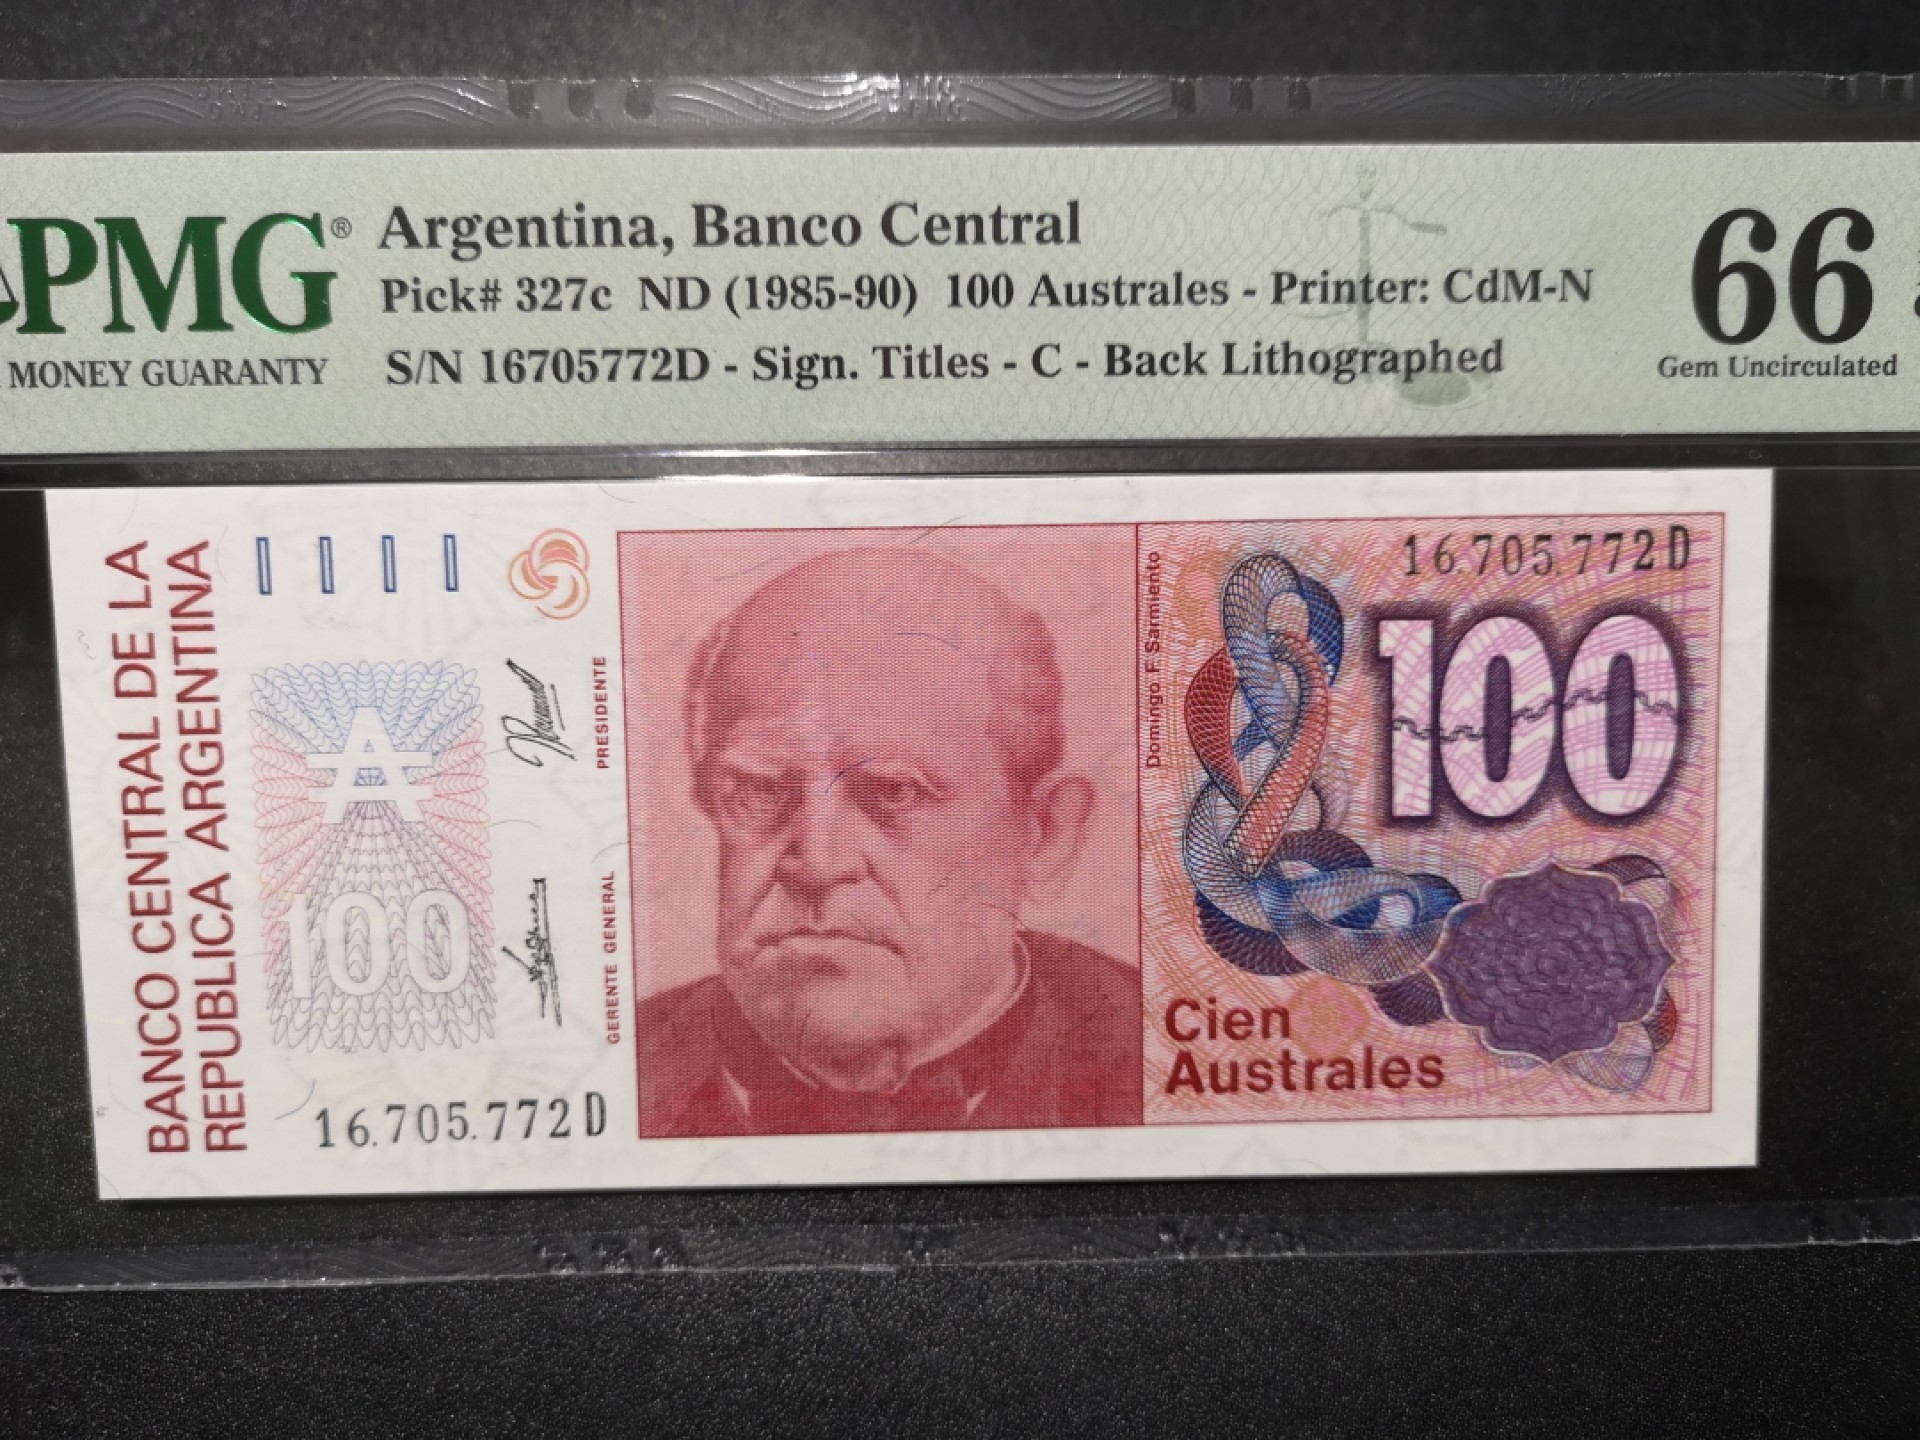 PMG®
MONEY GUARANTY
Argentina, Banco Central
Pick# 327c ND (1985-90) 100 Australes - Printer: CdM-N
S/N 16705772D - Sign. Titles - C - Back Lithographed
66
Gem Uncirculated
BANCO CENTRAL DE LA
REPUBLICA ARGENTINA
100
PRESIDENTE
GERENTE GENERAL
16.705.772D
Domingo F. Sarmiento
16.705.772D
100
Cien
Australes